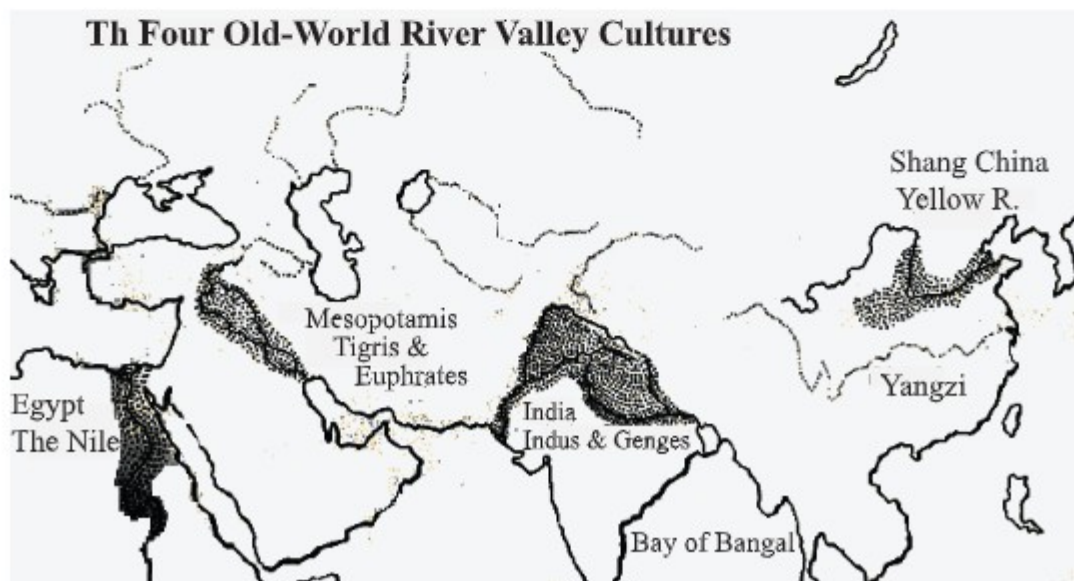 Th Four Old-World River Valley Cultures
Shang China
Yellow R.
Mesopotamis
Tigris &
Euphrates
Yangzi
Egypt
The Nile
India
Indus & Genges
Bay of Bangal